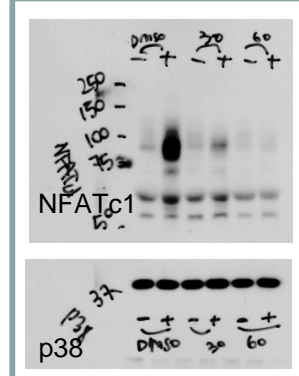 DMSO 30 60
- + - + - +
250
150
100
75
NFATc1
NFATc1
50
37
P38
- + - + - +
p38
DMSO 30 60